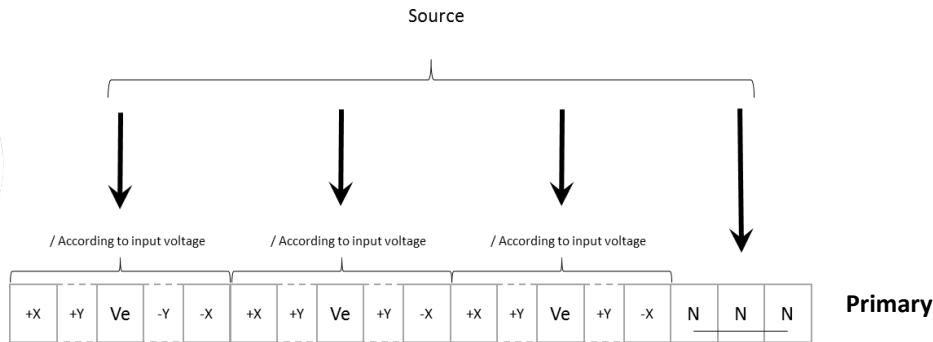 Source
/ According to input voltage / According to input voltage / According to input voltage
+X +Y Ve -Y -X +X +Y Ve +Y -X +X +Y Ve +Y -X N N N Primary